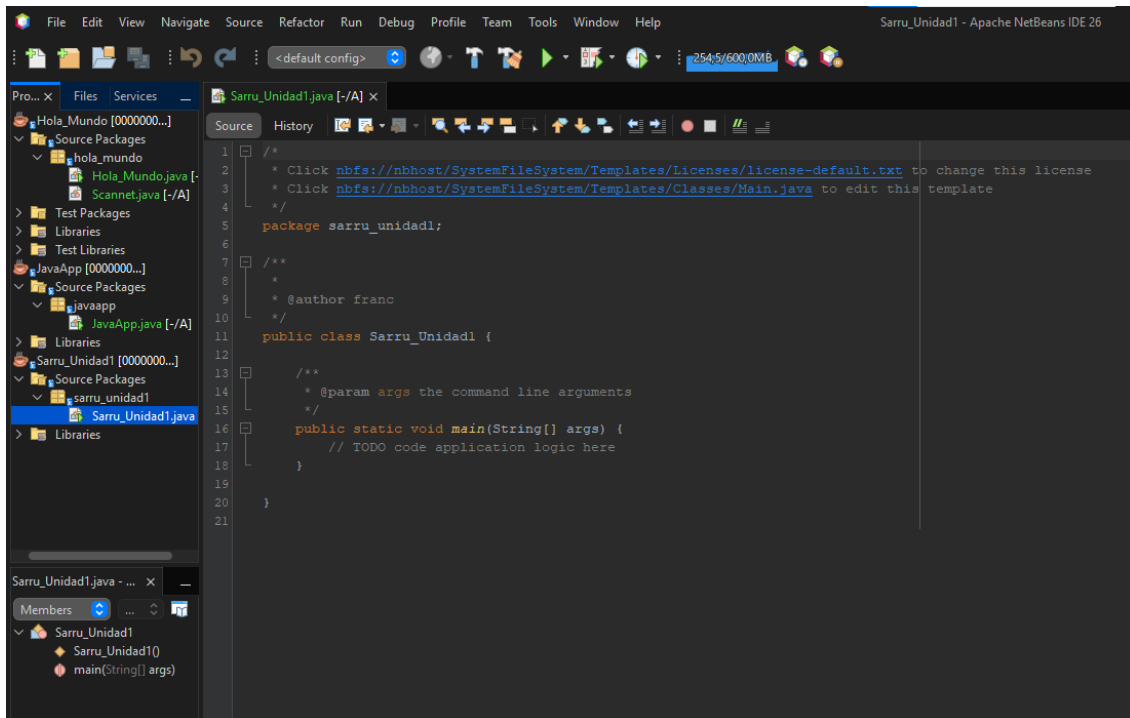 File Edit View Navigate Source Refactor Run Debug Profile Team Tools Window Help Sarru_Unidad1 - Apache NetBeans IDE 26
<default config> 254,5/600,0MB
Pro... × Files Services
Sarru_Unidad1.java [-/A] ×
Source History
Hola_Mundo [0000000...]
Source Packages
hola_mundo
Hola_Mundo.java [-
Scannet.java [-/A]
Test Packages
Libraries
Test Libraries
JavaApp [0000000...]
Source Packages
javaapp
JavaApp.java [-/A]
Libraries
Sarru_Unidad1 [0000000...]
Source Packages
sarru_unidad1
Sarru_Unidad1.java
Libraries
1 /*
2 * Click nbfs://nbhost/SystemFileSystem/Templates/Licenses/license-default.txt to change this license
3 * Click nbfs://nbhost/SystemFileSystem/Templates/Classes/Main.java to edit this template
4 */
5 package sarru_unidad1;
6
7 /**
8 *
9 * @author franc
10 */
11 public class Sarru_Unidad1 {
12
13 /**
14 * @param args the command line arguments
15 */
16 public static void main(String[] args) {
17 // TODO code application logic here
18 }
19
20 }
21
Sarru_Unidad1.java - ... ×
Members ...
Sarru_Unidad1
Sarru_Unidad1()
main(String[] args)